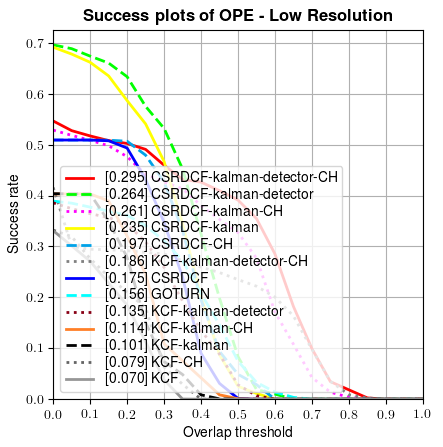 Success plots of OPE - Low Resolution
0.7
0.6
0.5
0.4
0.3
0.2
0.1
0.0
Success rate
[0.295] CSRDCF-kalman-detector-CH
[0.264] CSRDCF-kalman-detector
[0.261] CSRDCF-kalman-CH
[0.235] CSRDCF-kalman
[0.197] CSRDCF-CH
[0.186] KCF-kalman-detector-CH
[0.175] CSRDCF
[0.156] GOTURN
[0.135] KCF-kalman-detector
[0.114] KCF-kalman-CH
[0.101] KCF-kalman
[0.079] KCF-CH
[0.070] KCF
0.0 0.1 0.2 0.3 0.4 0.5 0.6 0.7 0.8 0.9 1.0
Overlap threshold